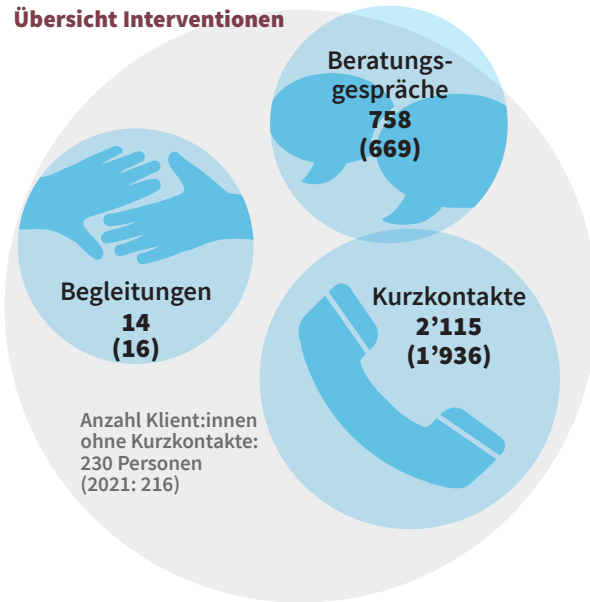 Übersicht Interventionen
Beratungs-
gespräche
758
(669)
Begleitungen
14
(16)
Kurzkontakte
2’115
(1’936)
Anzahl Klient:innen
ohne Kurzkontakte:
230 Personen
(2021: 216)